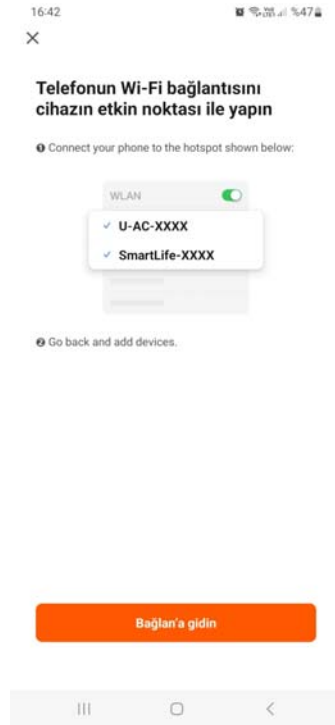 16:42
%47
Telefonun Wi-Fi bağlantısını
cihazın etkin noktası ile yapın
❶ Connect your phone to the hotspot shown below:
WLAN
U-AC-XXXX
SmartLife-XXXX
❷ Go back and add devices.
Bağlan'a gidin